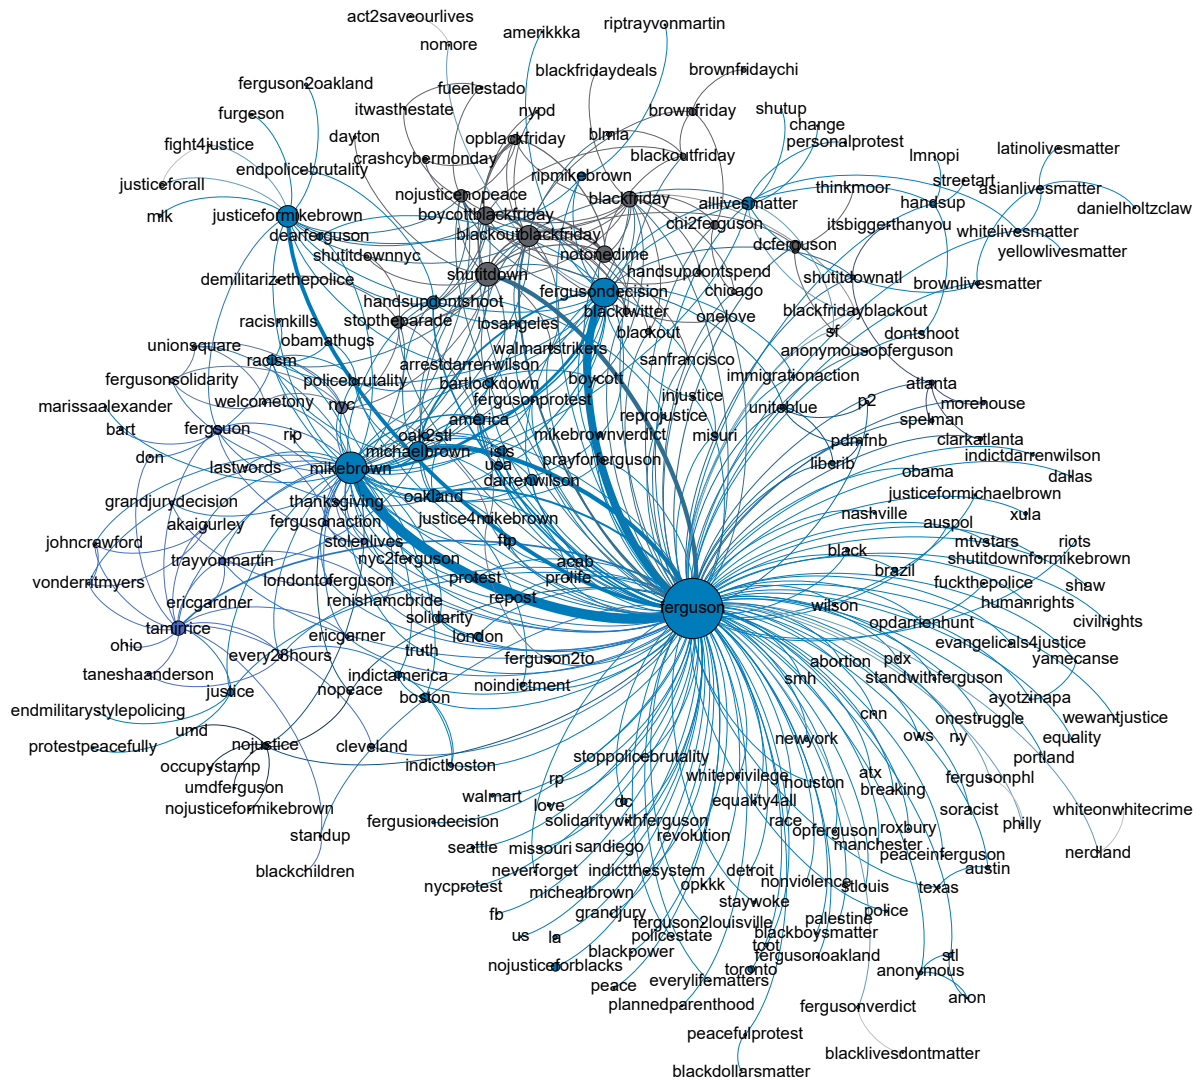 act2saveourlives
riptrayvonmartin
amerikkka
nomore
blackfridaydeals
brownfridaychi
ferguson2oakland
fueelestado
furgeson
itwasthestate
nypd
brownfriday
shutup
change
dayton
opblackfriday
blmla
personalprotest
fight4justice
crashcybermonday
blackoutfriday
lmnopi
latinolivesmatter
endpolicebrutality
ripmikebrown
justiceforall
nojusticenopeace
blackfriday
alllivesmatter
thinkmoor
streetart
asianlivesmatter
handsup
danielholtzclaw
mlk
justiceformikebrown
boycottblackfriday
chi2ferguson
itsbiggerthanyou
dearferguson
blackoutblackfriday
dcferguson
whitelivesmatter
shutitdownnyc
notonedime
yellowlivesmatter
demilitarizethepolice
shutitdown
handsupdontspend
shutitdownatl
fergusondecision
chicago
brownlivesmatter
handsupdontshoot
blacktwitter
onelove
blackfridayblackout
racismkills
stoptheparade
losangeles
blackout
sf
dontshoot
unionsquare
obamathugs
walmartstrikers
anonymousopferguson
racism
arrestdarrenwilson
sanfrancisco
fergusonsolidarity
policebrutality
bartlockdown
boycott
immigrationaction
atlanta
marissaalexander
welcometony
nyc
fergusonprotest
injustice
p2
morehouse
bart
fergsuon
america
reprojustice
uniteblue
spelman
rip
oak2stl
mikebrownverdict
misuri
pdmfnb
clarkatlanta
don
lastwords
mikebrown
michaelbrown
isis
usa
prayforferguson
liberib
indictdarrenwilson
darrenwilson
obama
dallas
grandjurydecision
thanksgiving
oakland
justiceformichaelbrown
akaigurley
fergusonaction
justice4mikebrown
nashville
auspol
xula
johncrawford
stolenlives
ftp
mtvstars
riots
trayvonmartin
nyc2ferguson
acab
black
shutitdownformikebrown
vonderritmyers
londontoferguson
protest
prolife
brazil
fuckthepolice
shaw
ericgardner
renishamcbride
repost
ferguson
wilson
humanrights
tamirrice
solidarity
opdarrienhunt
civilrights
ohio
ericgarner
london
evangelicals4justice
every28hours
truth
ferguson2to
abortion
pdx
yamecanse
taneshaanderson
indictamerica
noindictment
smh
standwithferguson
justice
nopeace
boston
ayotzinapa
endmilitarystylepolicing
cnn
onestruggle
wewantjustice
umd
newyork
ows
ny
equality
protestpeacefully
nojustice
cleveland
stoppolicebrutality
portland
occupystamp
indictboston
rp
whiteprivilege
houston
atx
fergusonphl
umdferguson
walmart
breaking
nojusticeformikebrown
love
dc
equality4all
soracist
whiteonwhitecrime
standup
fergusiondecision
solidaritywithferguson
race
opferguson
roxbury
philly
revolution
manchester
seattle
missouri
sandiego
peaceinferguson
nerdland
blackchildren
neverforget
indictthesystem
detroit
austin
nycprotest
michealbrown
opkkk
nonviolence
stlouis
texas
staywoke
fb
grandjury
ferguson2louisville
palestine
police
us
la
policestate
blackboysmatter
blackpower
tcot
fergusonoakland
stl
nojusticeforblacks
toronto
anonymous
peace
everylifematters
anon
plannedparenthood
fergusonverdict
peacefulprotest
blacklivesdontmatter
blackdollarsmatter